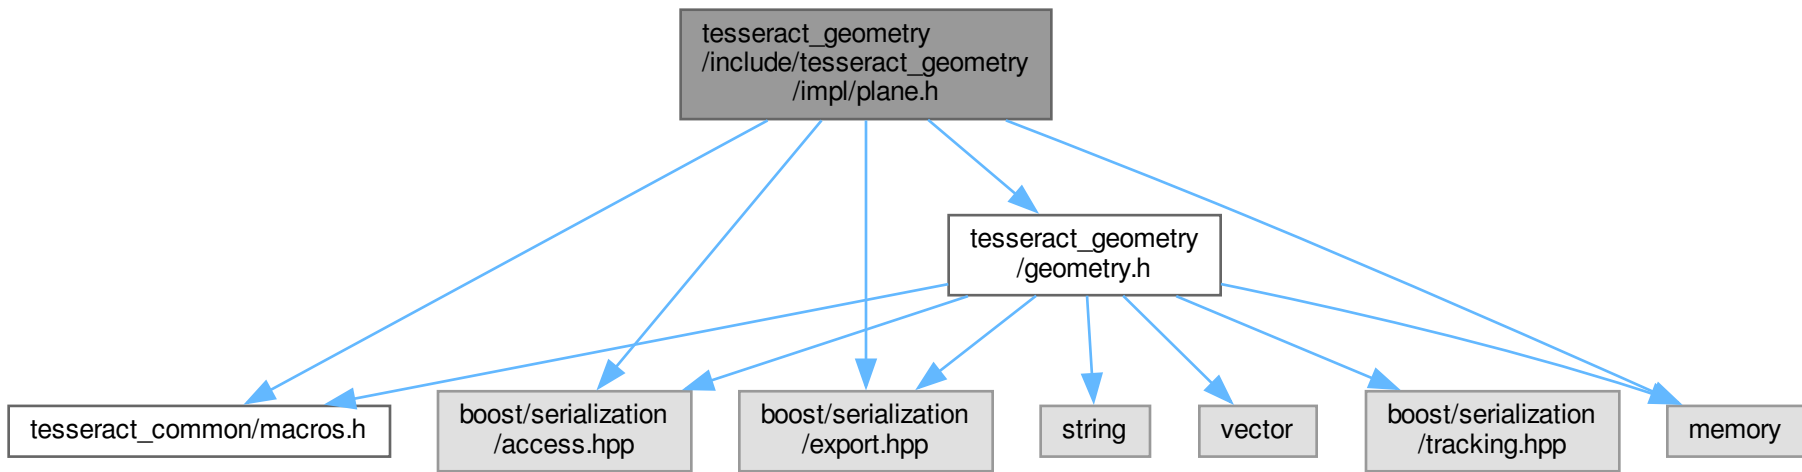 tesseract_geometry
/include/tesseract_geometry
/impl/plane.h
tesseract_geometry
/geometry.h
tesseract_common/macros.h
boost/serialization
/access.hpp
boost/serialization
/export.hpp
string
vector
boost/serialization
/tracking.hpp
memory